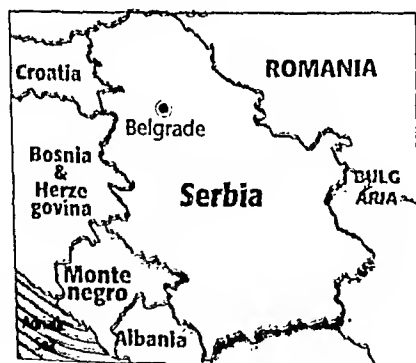 Croatia
ROMANIA
Belgrade
Bosnia
&
Herze
govina
Serbia
BULG
ARIA
Monte
negro
Albania